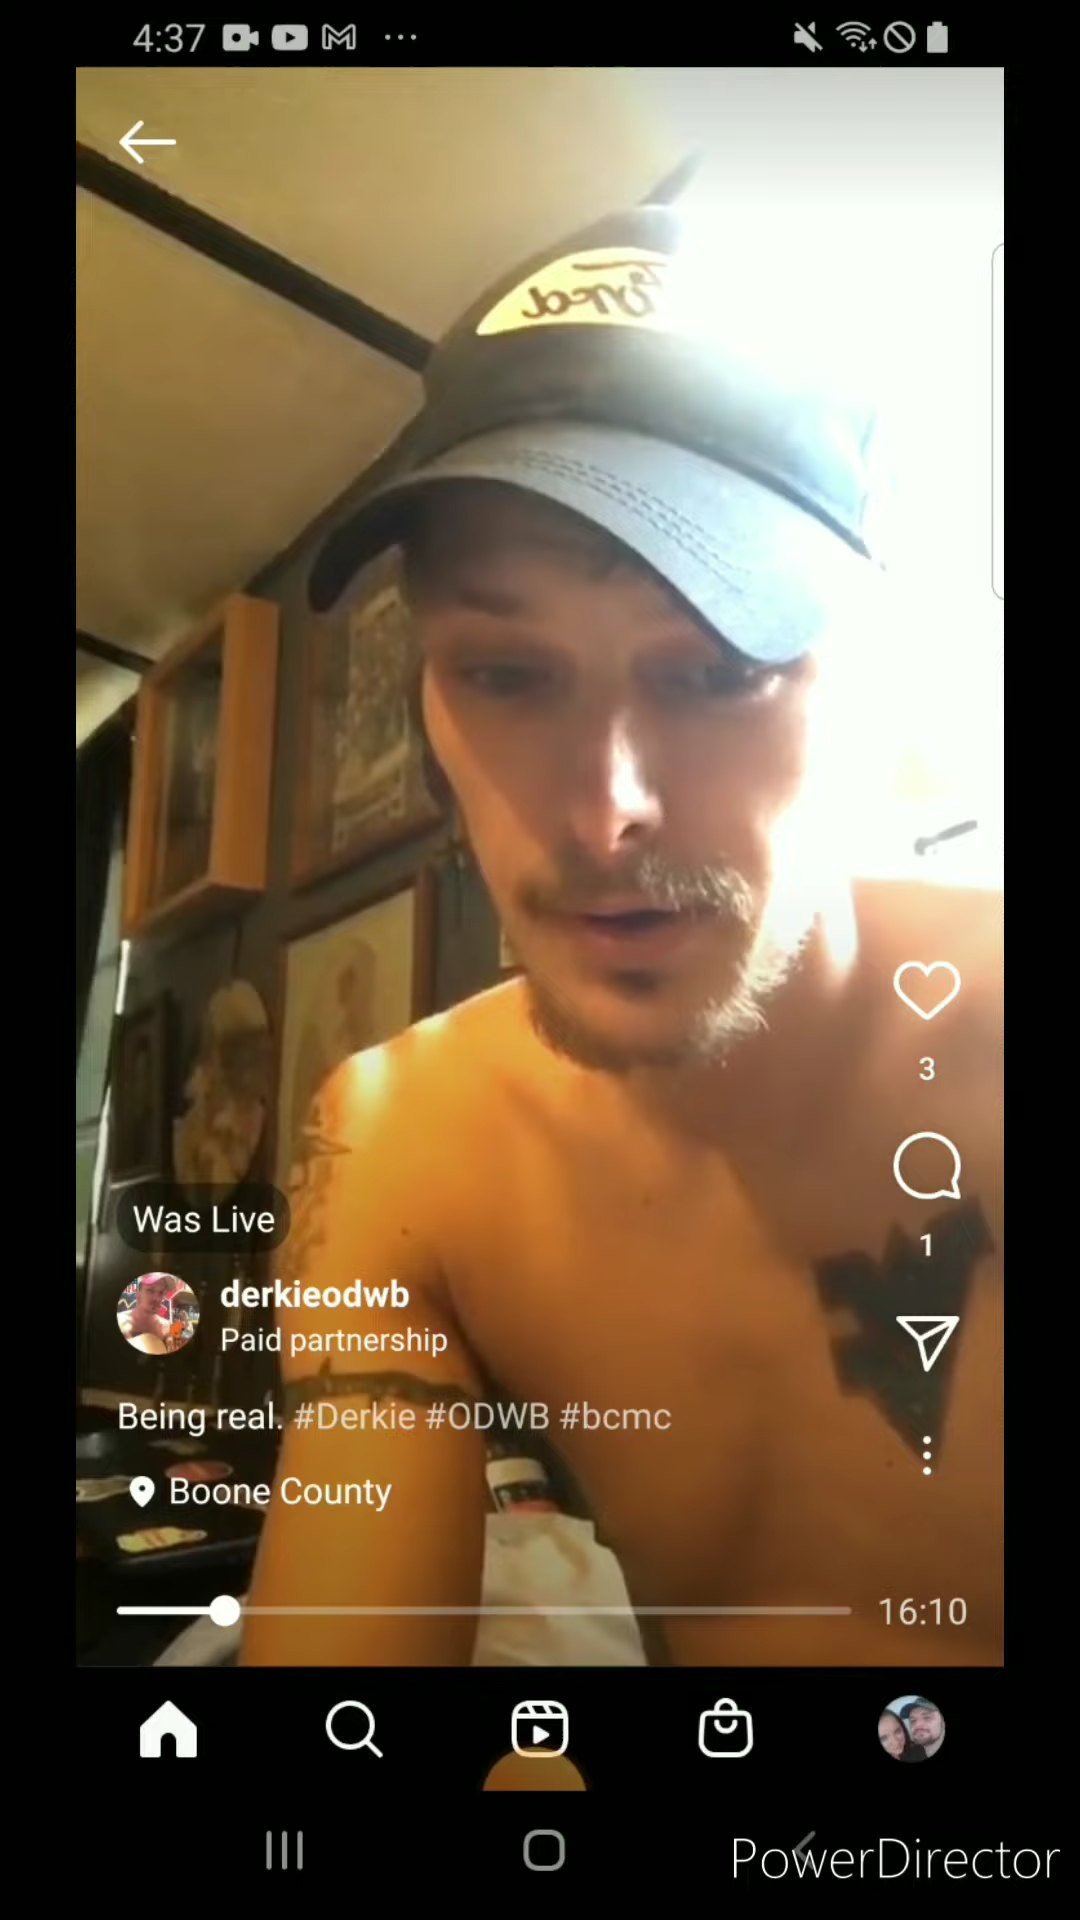 4:37
Ford
Was Live
derkieodwb
Paid partnership
Being real. #Derkie #ODWB #bcmc
Boone County
3
1
16:10
PowerDirector